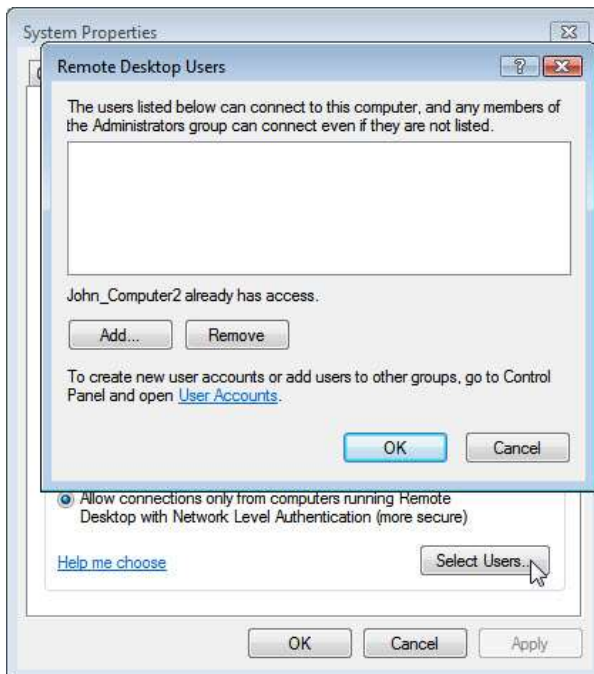 System Properties
Remote Desktop Users
The users listed below can connect to this computer, and any members of
the Administrators group can connect even if they are not listed.
John_Computer2 already has access.
Add...
Remove
To create new user accounts or add users to other groups, go to Control
Panel and open User Accounts.
OK
Cancel
Allow connections only from computers running Remote
Desktop with Network Level Authentication (more secure)
Help me choose
Select Users...
OK
Cancel
Apply